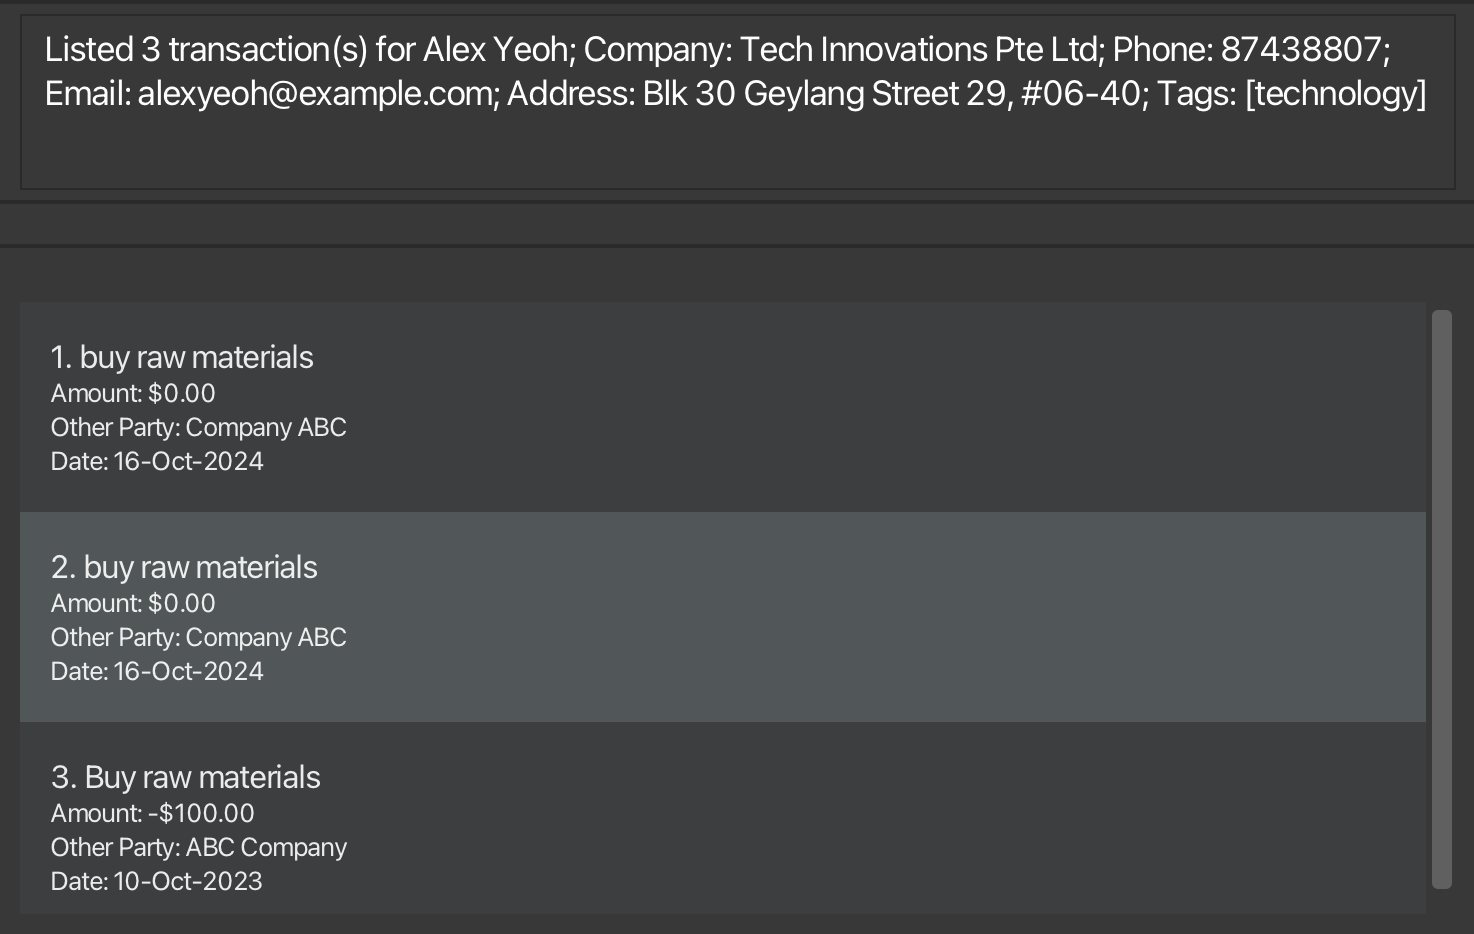 Listed 3 transaction(s) for Alex Yeoh; Company: Tech Innovations Pte Ltd; Phone: 87438807;
Email: alexyeoh@example.com; Address: Blk 30 Geylang Street 29, #06-40; Tags: [technology]
1. buy raw materials
Amount: $0.00
Other Party: Company ABC
Date: 16-Oct-2024
2. buy raw materials
Amount: $0.00
Other Party: Company ABC
Date: 16-Oct-2024
3. Buy raw materials
Amount: -$100.00
Other Party: ABC Company
Date: 10-Oct-2023